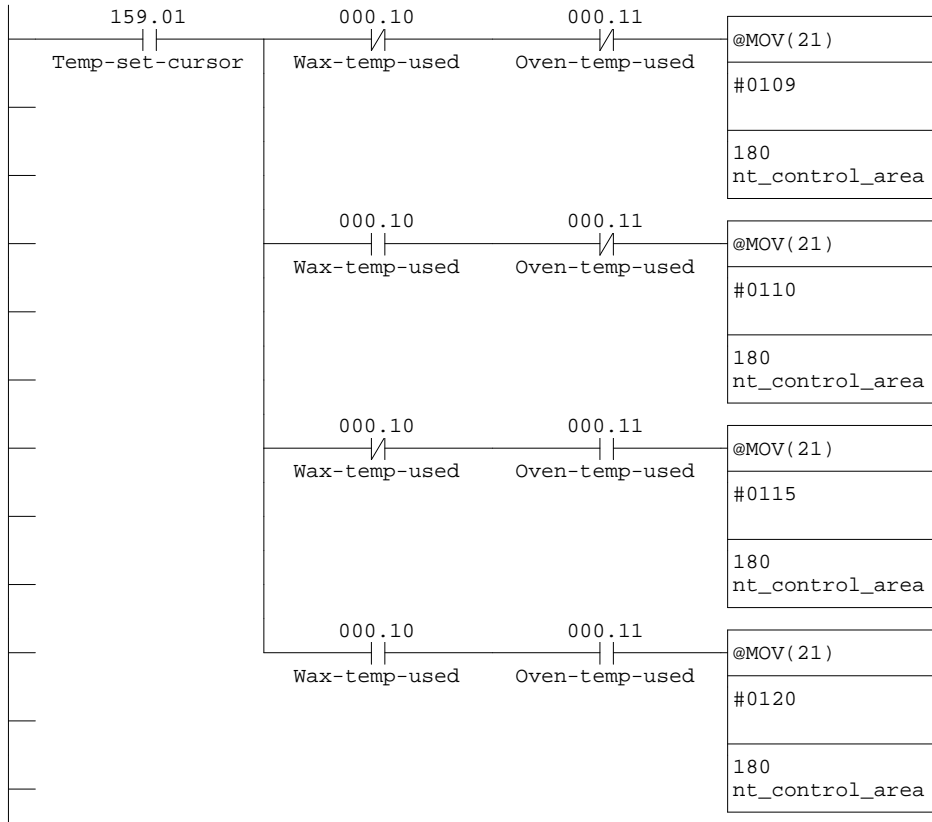 159.01 000.10 000.11
Temp-set-cursor Wax-temp-used Oven-temp-used
@MOV(21)
#0109
180
nt_control_area
000.10 000.11
Wax-temp-used Oven-temp-used
@MOV(21)
#0110
180
nt_control_area
000.10 000.11
Wax-temp-used Oven-temp-used
@MOV(21)
#0115
180
nt_control_area
000.10 000.11
Wax-temp-used Oven-temp-used
@MOV(21)
#0120
180
nt_control_area